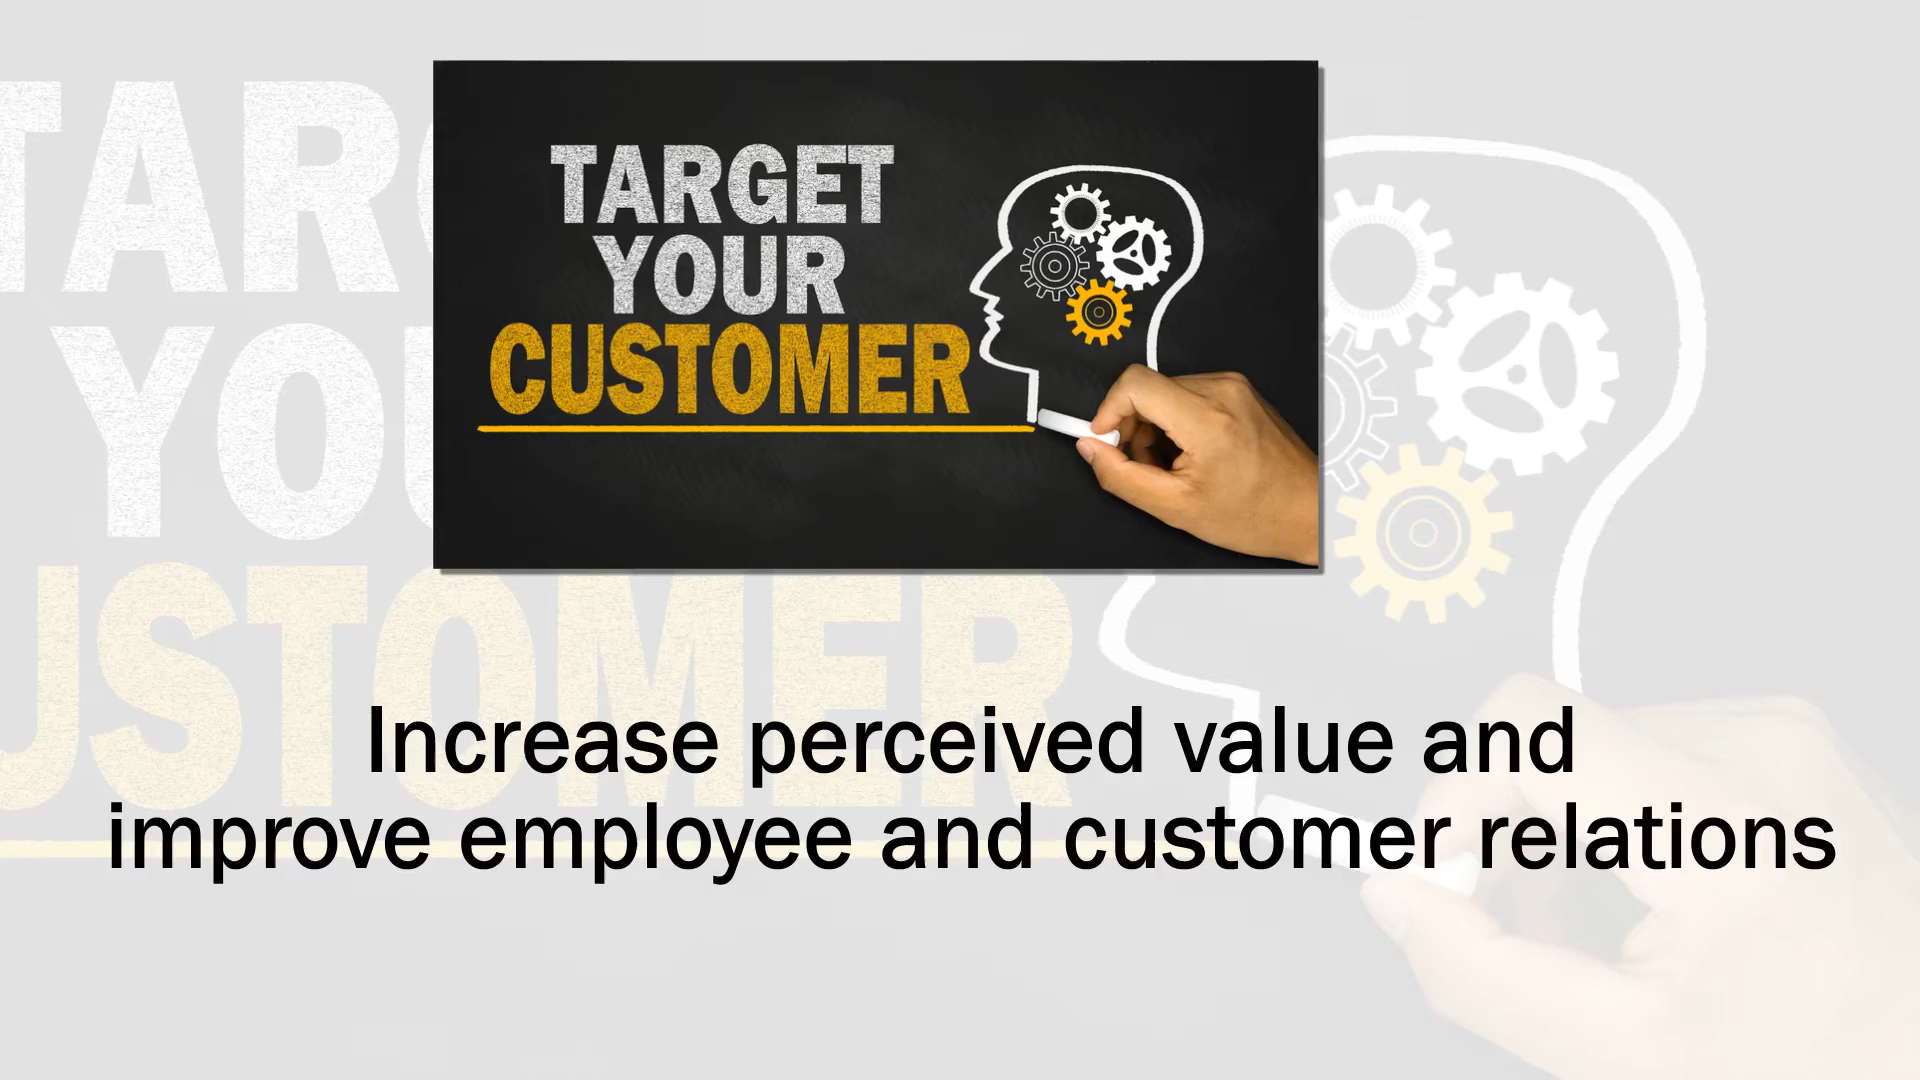 TARGET
YOUR
CUSTOMER
Increase perceived value and
improve employee and customer relations